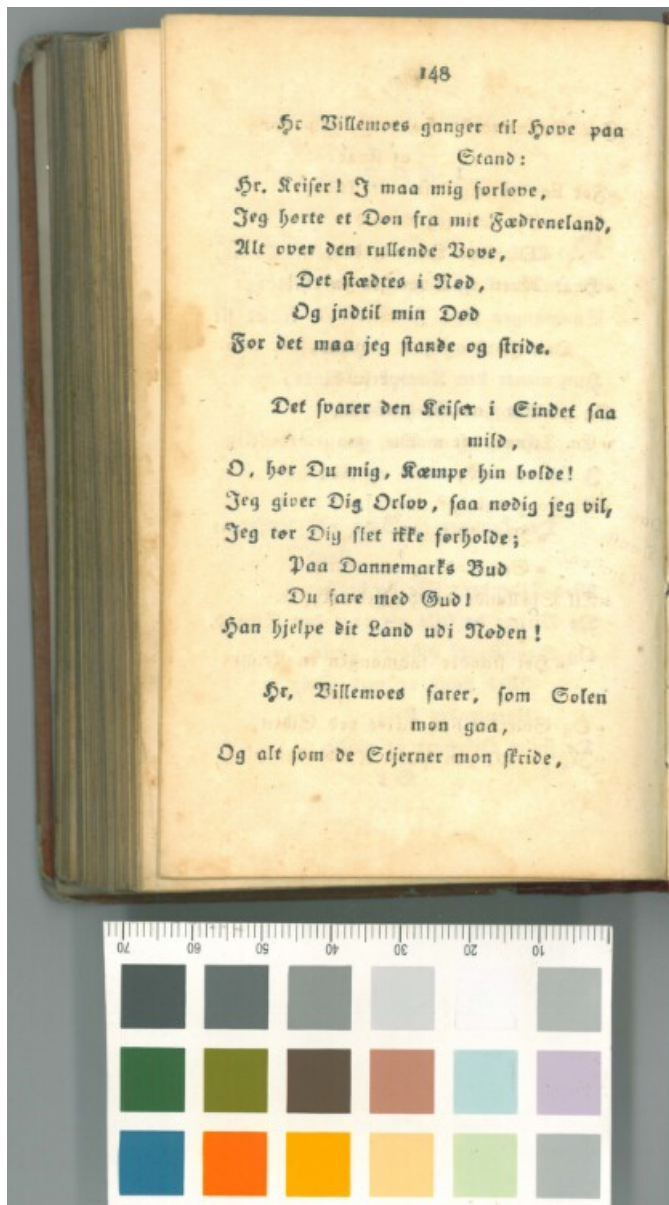 148
Hr Villemoes ganger til Hove paa
Stand:
Hr. Keiser! I maa mig forlove,
Jeg hørte et Døn fra mit Fædreneland,
Alt over den rullende Vove,
Det stædtes i Nød,
Og indtil min Død
For det maa jeg stande og stride.
Det svarer den Keiser i Sindet saa
mild,
O, hør Du mig, Kæmpe hin bolde!
Jeg giver Dig Orlov, saa nødig jeg vil,
Jeg tør Dig slet ikke forholde;
Paa Dannemarks Bud
Du fare med Gud!
Han hjelpe dit Land udi Nøden!
Hr, Villemoes farer, som Solen
mon gaa,
Og alt som de Stjerner mon skride,
70 60 50 40 30 20 10